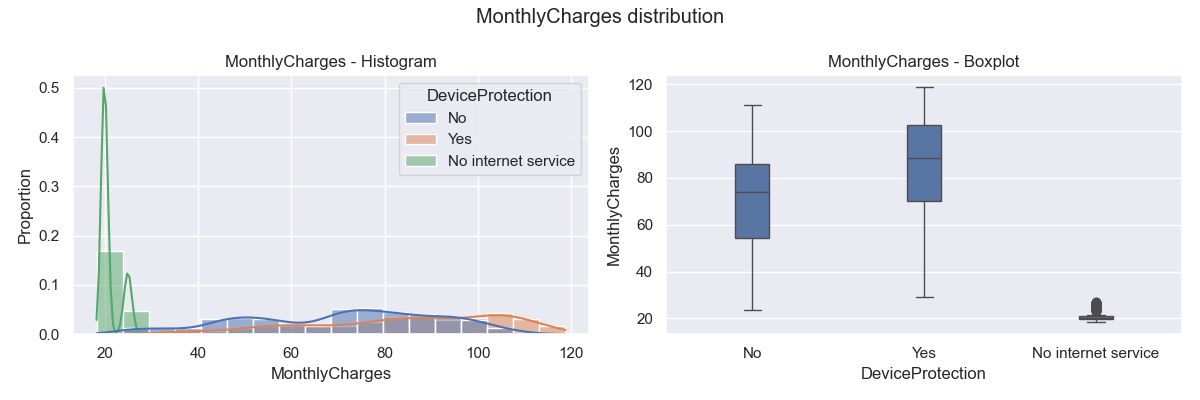 MonthlyCharges distribution
MonthlyCharges - Histogram
Proportion
0.5
0.4
0.3
0.2
0.1
0.0
20 40 60 80 100 120
MonthlyCharges
DeviceProtection
No
Yes
No internet service
MonthlyCharges - Boxplot
MonthlyCharges
120
100
80
60
40
20
No Yes No internet service
DeviceProtection